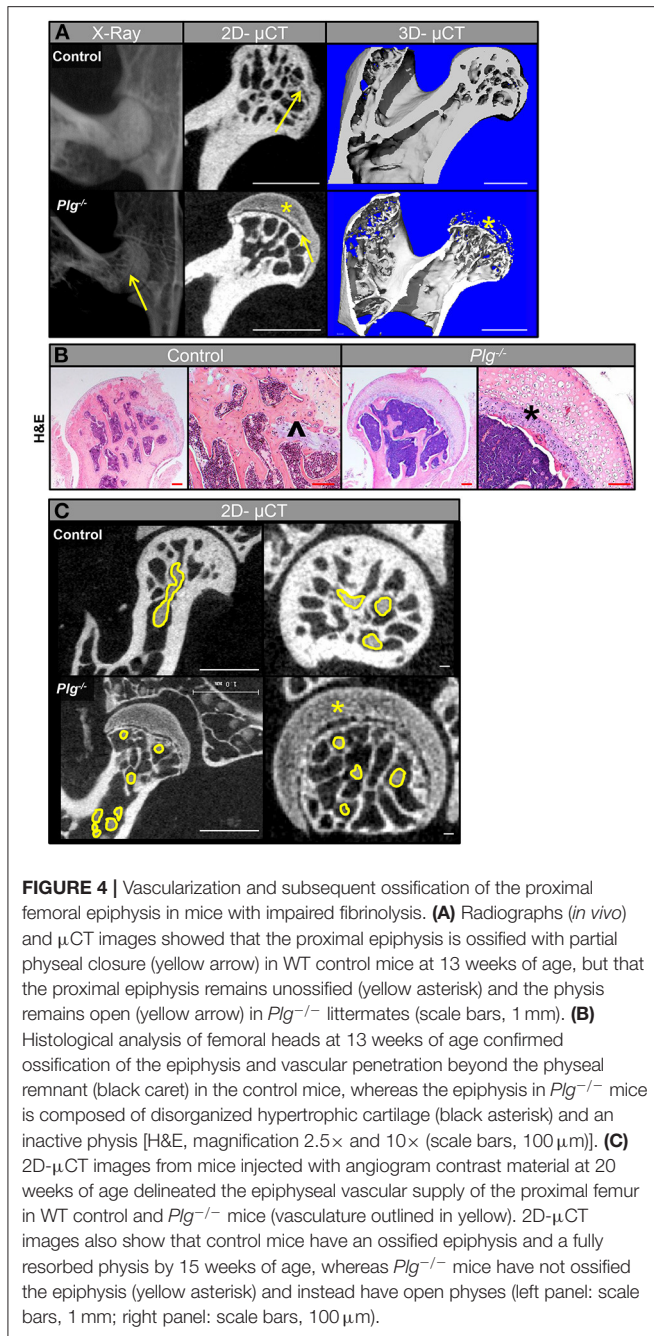 A
X-Ray
2D- μCT
3D- μCT
Control
Plg-/-
B
Control
Plg-/-
H&E
^
*
C
2D- μCT
Control
Plg-/-
1.0
*
FIGURE 4 | Vascularization and subsequent ossification of the proximal
femoral epiphysis in mice with impaired fibrinolysis. (A) Radiographs (in vivo)
and μCT images showed that the proximal epiphysis is ossified with partial
physeal closure (yellow arrow) in WT control mice at 13 weeks of age, but that
the proximal epiphysis remains unossified (yellow asterisk) and the physis
remains open (yellow arrow) in Plg−/− littermates (scale bars, 1 mm). (B)
Histological analysis of femoral heads at 13 weeks of age confirmed
ossification of the epiphysis and vascular penetration beyond the physeal
remnant (black caret) in the control mice, whereas the epiphysis in Plg−/− mice
is composed of disorganized hypertrophic cartilage (black asterisk) and an
inactive physis [H&E, magnification 2.5× and 10× (scale bars, 100 μm)]. (C)
2D-μCT images from mice injected with angiogram contrast material at 20
weeks of age delineated the epiphyseal vascular supply of the proximal femur
in WT control and Plg−/− mice (vasculature outlined in yellow). 2D-μCT
images also show that control mice have an ossified epiphysis and a fully
resorbed physis by 15 weeks of age, whereas Plg−/− mice have not ossified
the epiphysis (yellow asterisk) and instead have open physes (left panel: scale
bars, 1 mm; right panel: scale bars, 100 μm).